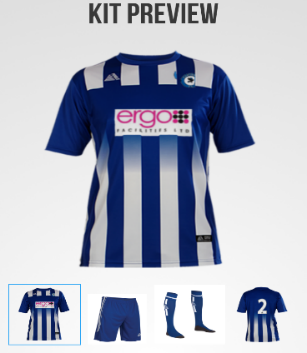 KIT PREVIEW
ergo
FACILITIES LTD
2